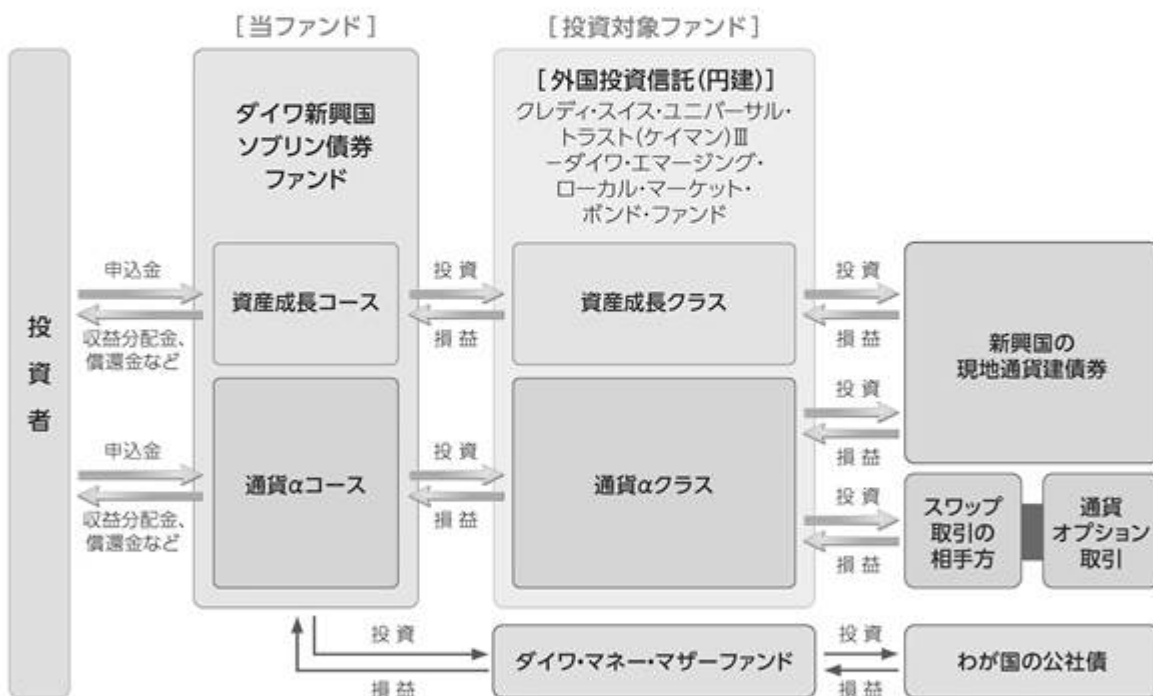 [当ファンド]
[投資対象ファンド]
投資者
ダイワ新興国
ソブリン債券
ファンド
[外国投資信託(円建)]
クレディ・スイス・ユニバーサル・
トラスト(ケイマン)Ⅲ
－ダイワ・エマージング・
ローカル・マーケット・
ボンド・ファンド
申込金
収益分配金、
償還金など
資産成長コース
投資
損益
資産成長クラス
投資
損益
新興国の
現地通貨建債券
申込金
収益分配金、
償還金など
通貨αコース
投資
損益
通貨αクラス
投資
損益
投資
損益
スワップ
取引の
相手方
通貨
オプション
取引
投資
損益
ダイワ・マネー・マザーファンド
投資
損益
わが国の公社債